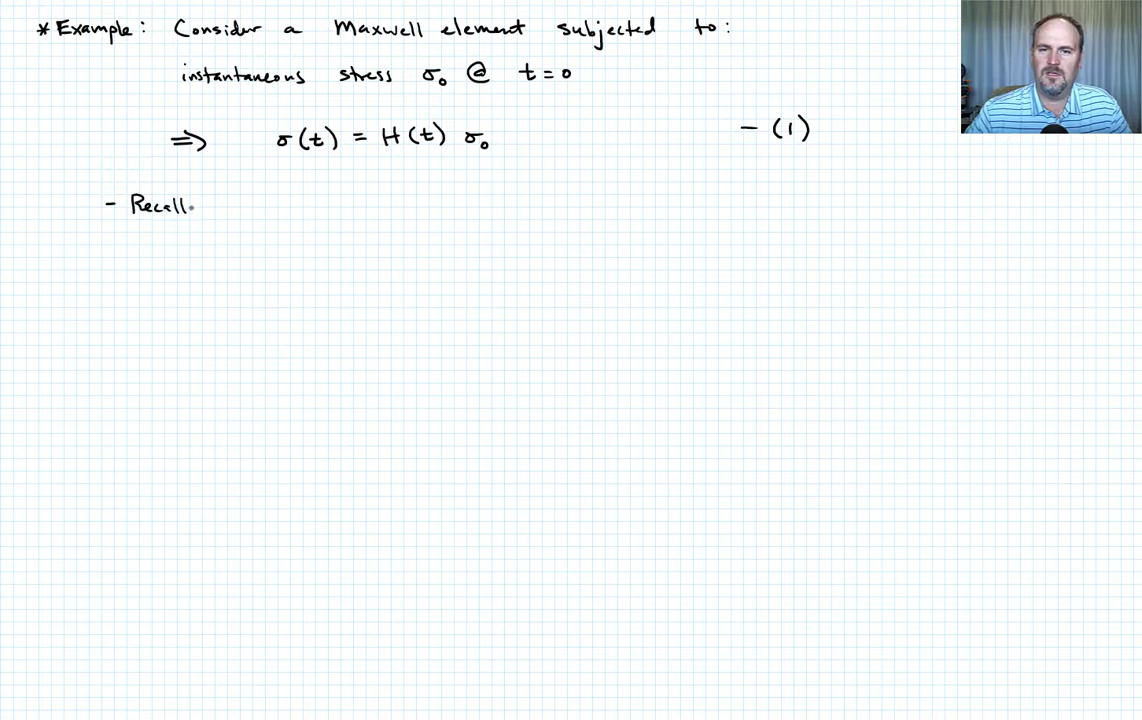 * Example: Consider a Maxwell element subjected to:
instantaneous stress σ₀ @ t = 0
⇒ σ(t) = H(t) σ₀ - (1)
- Recall